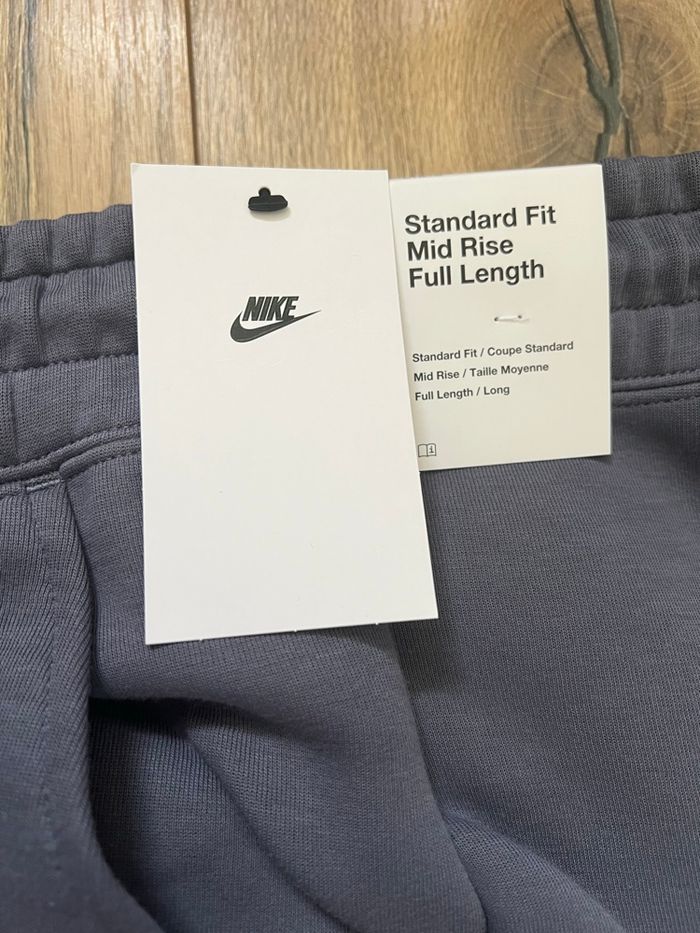 NIKE
Standard Fit
Mid Rise
Full Length
Standard Fit / Coupe Standard
Mid Rise / Taille Moyenne
Full Length / Long
i